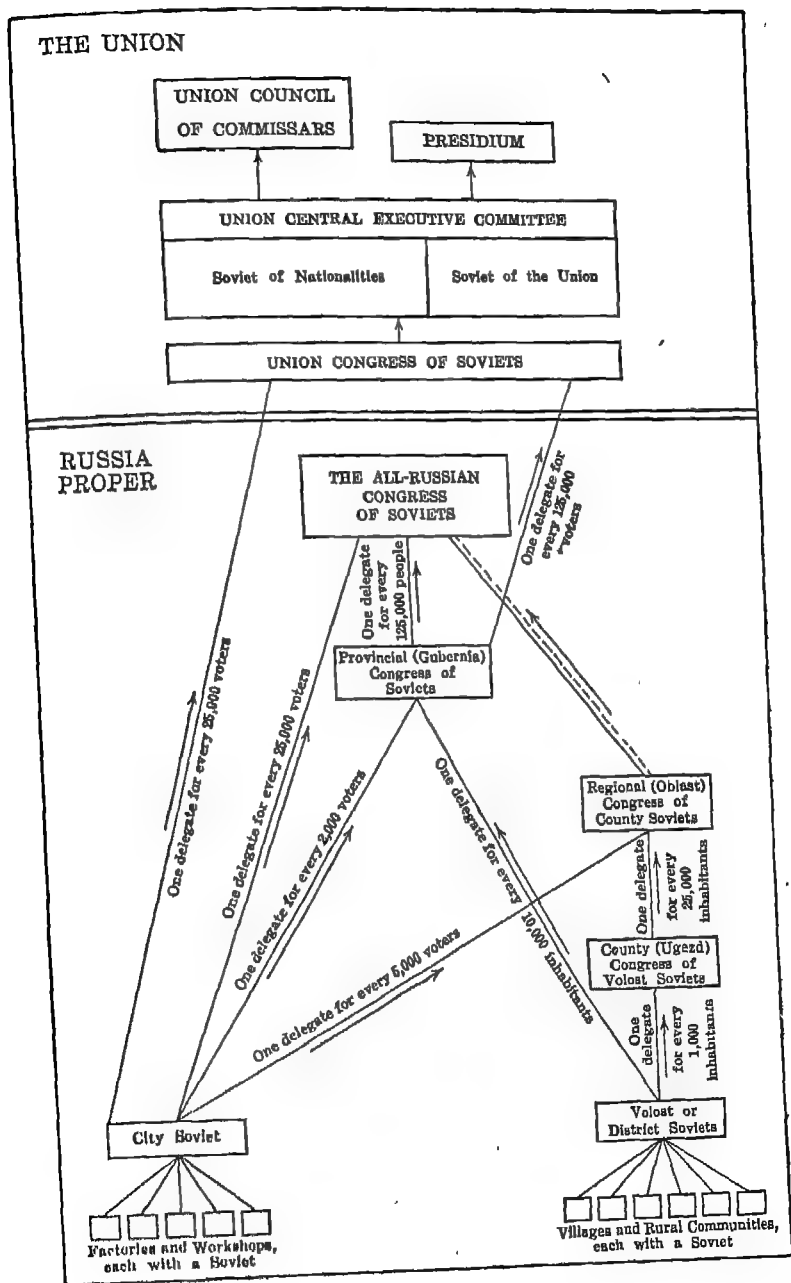 THE UNION
UNION COUNCIL
OF COMMISSARS
PRESIDIUM
UNION CENTRAL EXECUTIVE COMMITTEE
Soviet of Nationalities
Soviet of the Union
UNION CONGRESS OF SOVIETS
RUSSIA
PROPER
THE ALL-RUSSIAN
CONGRESS
OF SOVIETS
One delegate for
every 125,000
voters
One delegate
for every
125,000 people
Provincial (Gubernia)
Congress of
Soviets
One delegate for every 25,000 voters
One delegate for every 25,000 voters
One delegate for every 2,000 voters
One delegate for every 10,000 inhabitants
One delegate for every 5,000 voters
Regional (Oblast)
Congress of
County Soviets
One delegate
for every
25,000
inhabitants
County (Ugezd)
Congress of
Volost Soviets
One
delegate
for every
1,000
inhabitants
City Soviet
Volost or
District Soviets
Factories and Workshops,
each with a Soviet
Villages and Rural Communities,
each with a Soviet